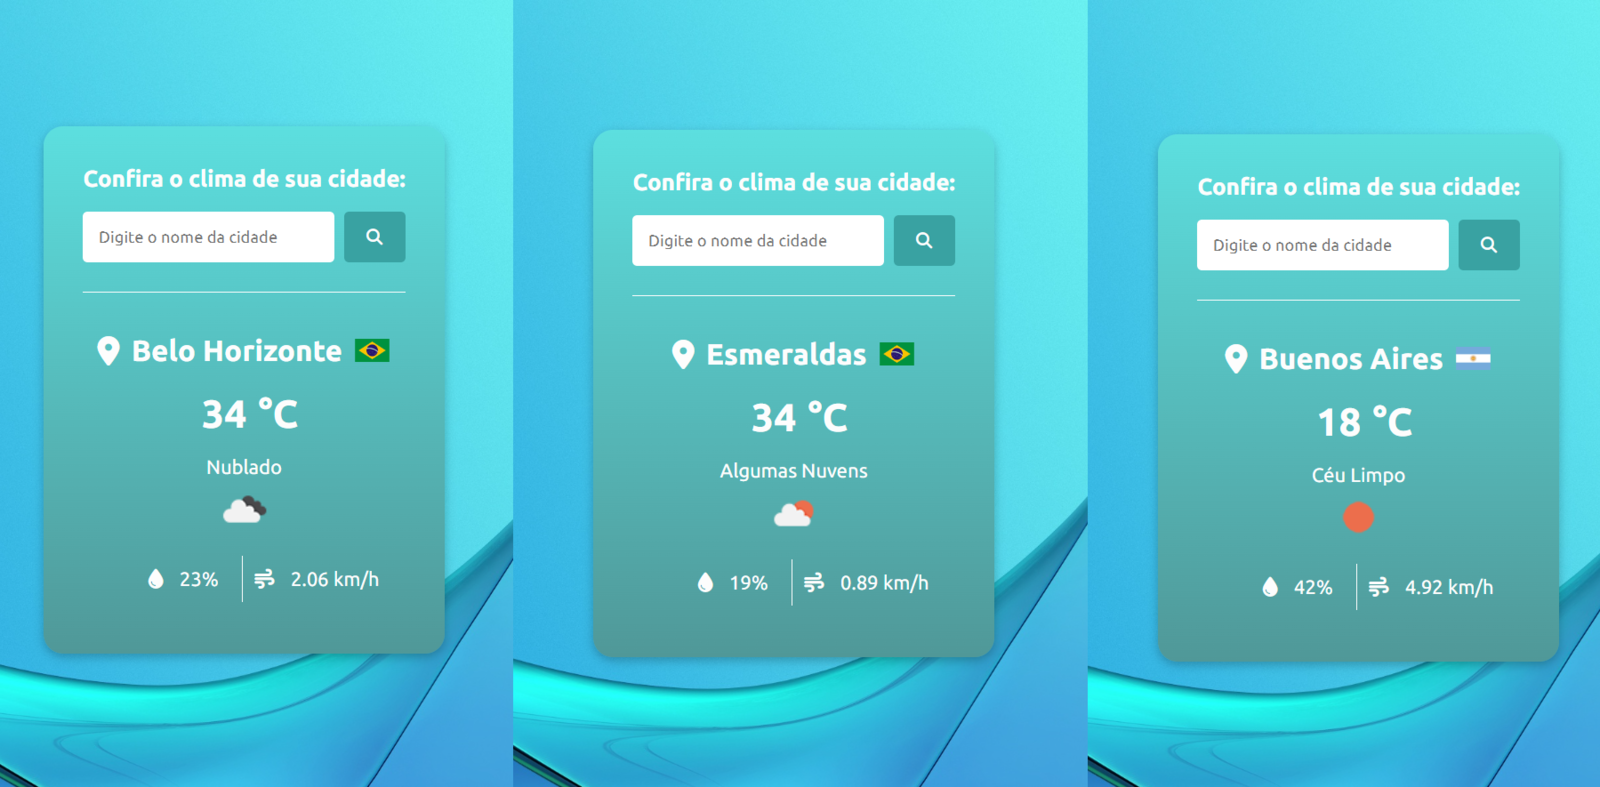 Confira o clima de sua cidade:
Digite o nome da cidade
Belo Horizonte
34 °C
Nublado
23%
2.06 km/h
Confira o clima de sua cidade:
Digite o nome da cidade
Esmeraldas
34 °C
Algumas Nuvens
19%
0.89 km/h
Confira o clima de sua cidade:
Digite o nome da cidade
Buenos Aires
18 °C
Céu Limpo
42%
4.92 km/h